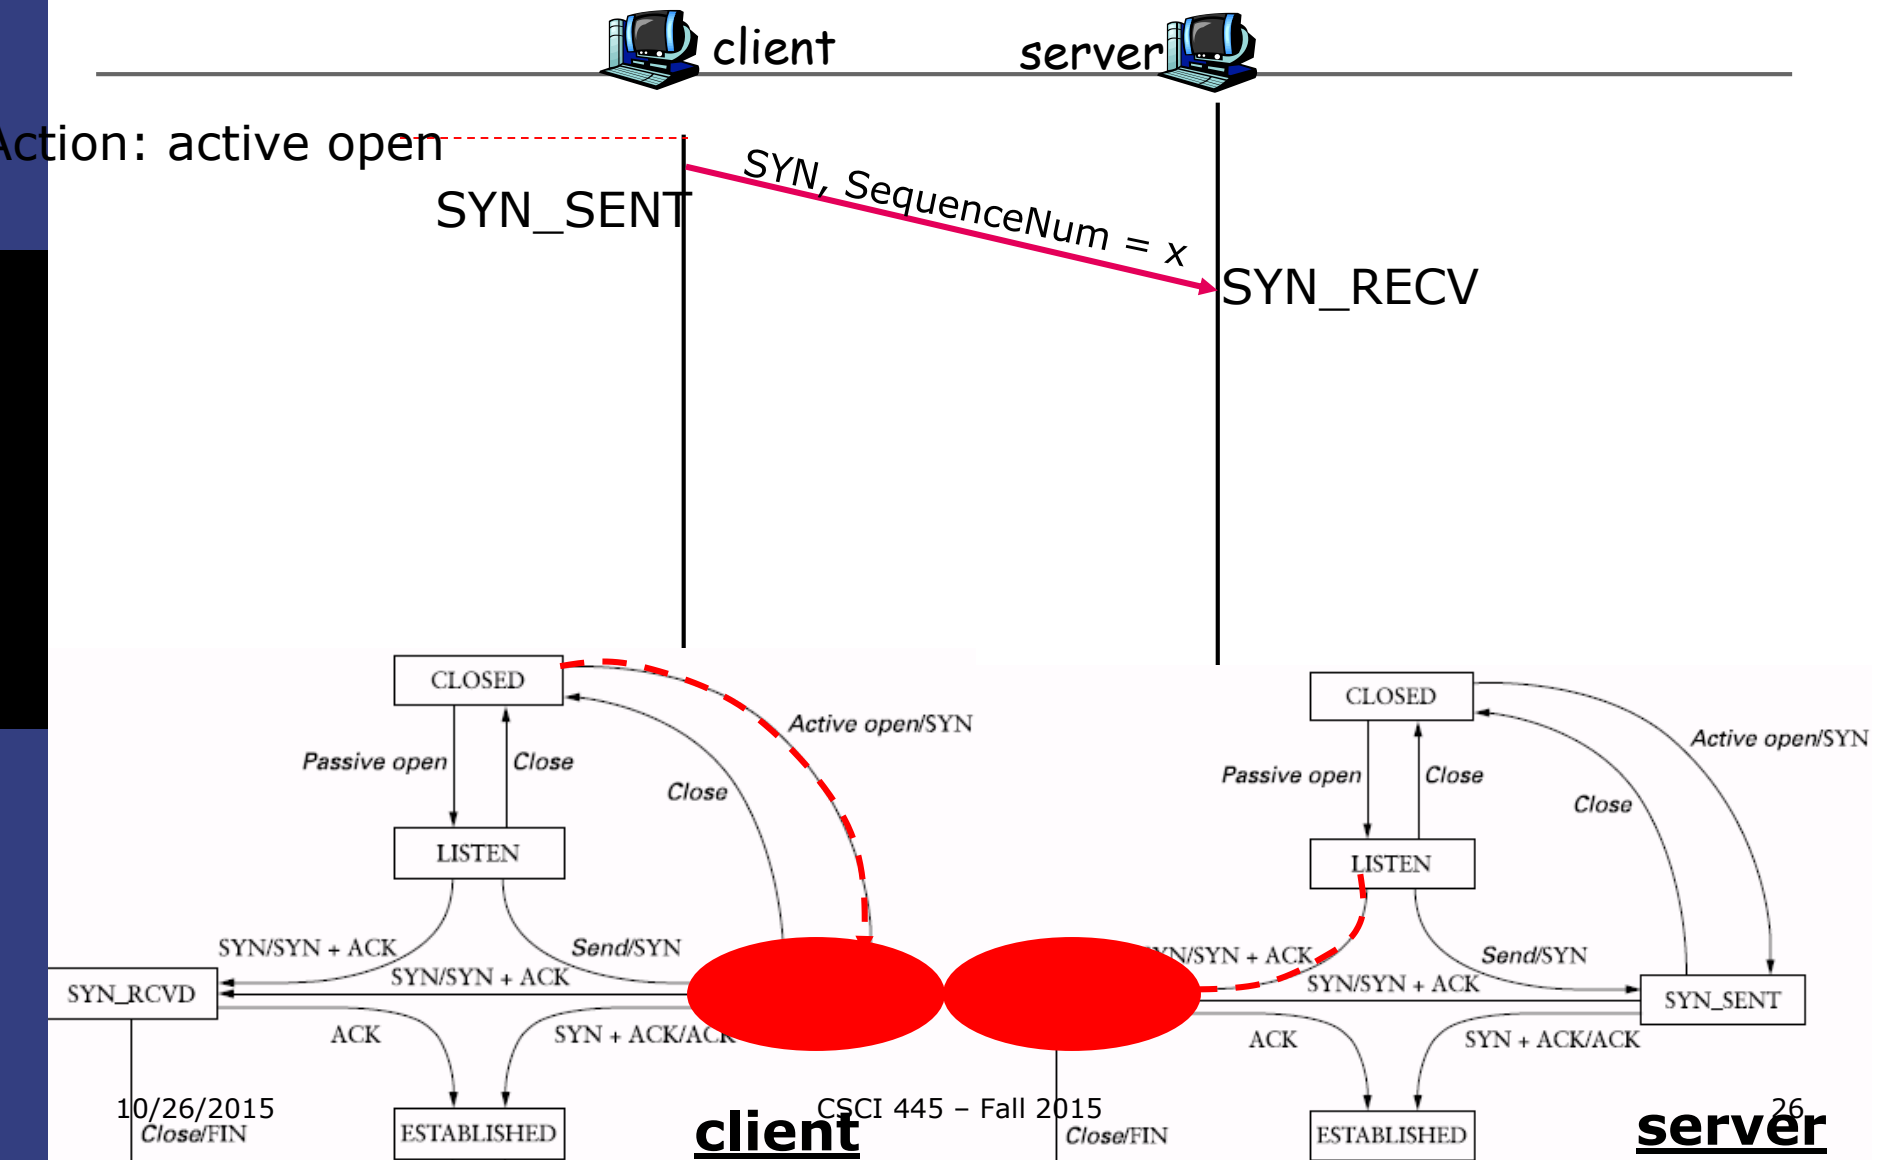 client
server
Action: active open
SYN, SequenceNum = x
SYN_SENT
SYN_RECV
CLOSED
Active open/SYN
Passive open
Close
Close
LISTEN
SYN/SYN + ACK
Send/SYN
SYN/SYN + ACK
SYN_RCVD
ACK
SYN + ACK/ACK
Close/FIN
ESTABLISHED
client
CLOSED
Active open/SYN
Passive open
Close
Close
LISTEN
SYN/SYN + ACK
Send/SYN
SYN/SYN + ACK
SYN_SENT
ACK
SYN + ACK/ACK
Close/FIN
ESTABLISHED
server
10/26/2015
CSCI 445 – Fall 2015
26